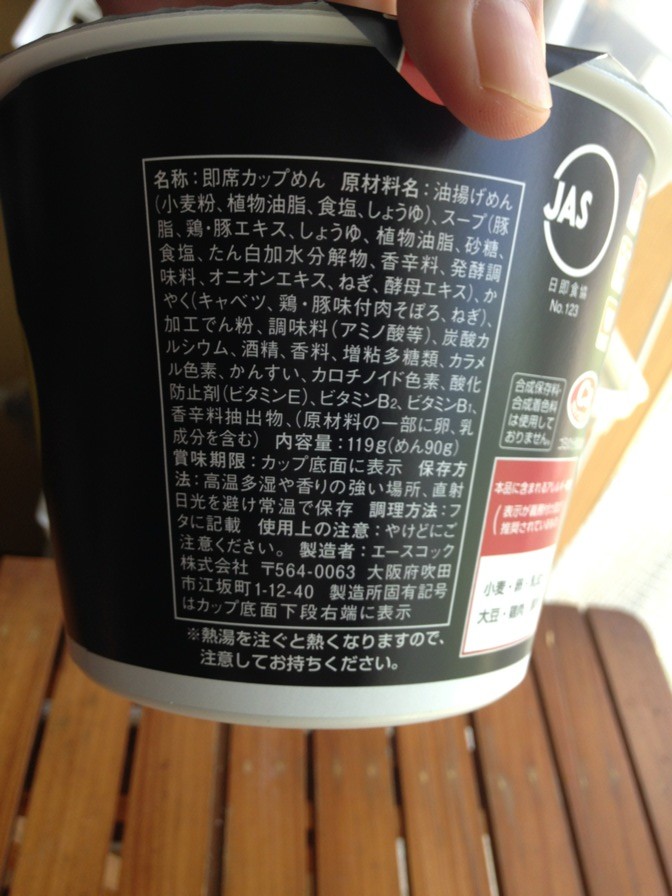 名称：即席カップめん 原材料名：油揚げめん
(小麦粉、植物油脂、食塩、しょうゆ)、スープ(豚
脂、鶏・豚エキス、しょうゆ、植物油脂、砂糖、
食塩、たん白加水分解物、香辛料、発酵調
味料、オニオンエキス、ねぎ、酵母エキス)、か
やく(キャベツ、鶏・豚味付肉そぼろ、ねぎ)、
加工でん粉、調味料(アミノ酸等)、炭酸カ
ルシウム、酒精、香料、増粘多糖類、カラメ
ル色素、かんすい、カロチノイド色素、酸化
防止剤(ビタミンE)、ビタミンB₂、ビタミンB₁、
香辛料抽出物、(原材料の一部に卵、乳
成分を含む) 内容量：119g(めん90g)
賞味期限：カップ底面に表示 保存方
法：高温多湿や香りの強い場所、直射
日光を避け常温で保存 調理方法：フ
タに記載 使用上の注意：やけどにご
注意ください。 製造者：エースコック
株式会社 〒564-0063 大阪府吹田
市江坂町1-12-40 製造所固有記号
はカップ底面下段右端に表示
※熱湯を注ぐと熱くなりますので、
注意してお持ちください。
JAS
日即食協
No.123
合成保存料・
合成着色料
は使用して
おりません。
本品に含まれるアレルギー
(表示が義務付け
推奨されている
小麦・卵・乳
大豆・鶏肉